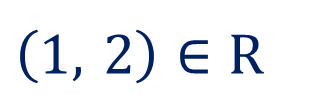 (1, 2) ∈ R